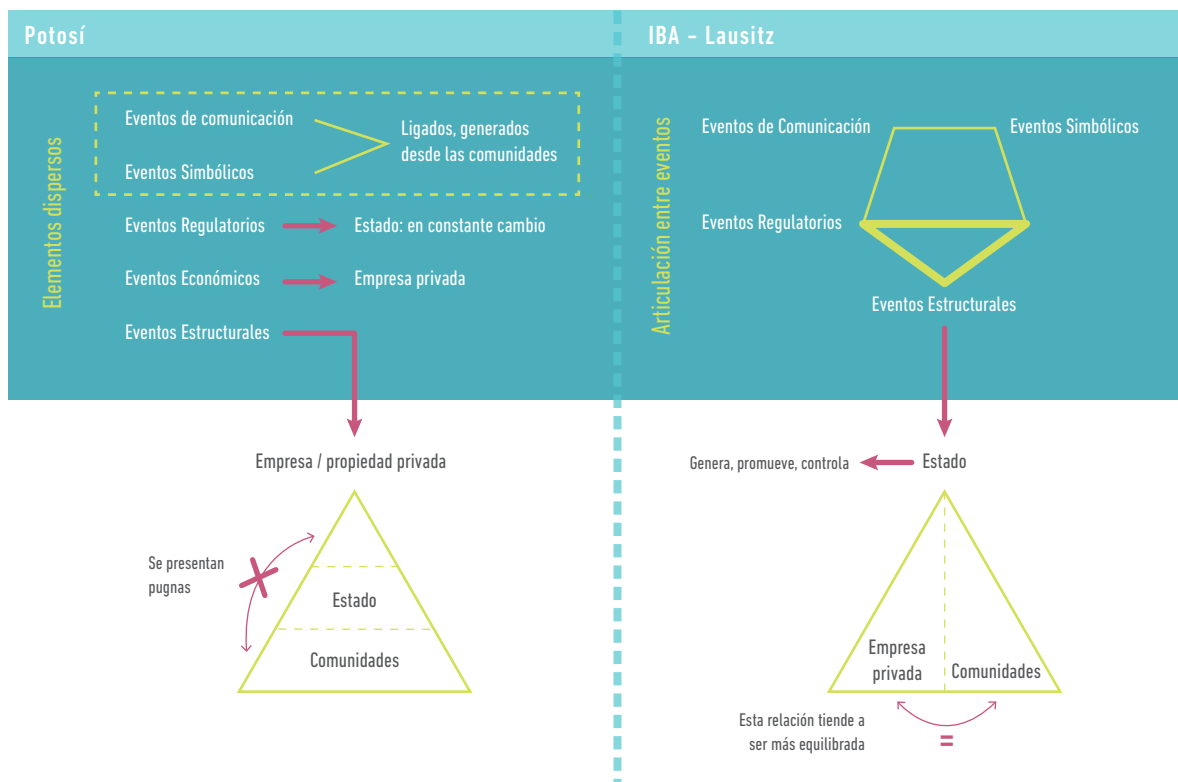 Potosí
Elementos dispersos
Eventos de comunicación
Eventos Simbólicos
Ligados, generados
desde las comunidades
Eventos Regulatorios
Estado: en constante cambio
Eventos Económicos
Empresa privada
Eventos Estructurales
Empresa / propiedad privada
Se presentan
pugnas
Estado
Comunidades
IBA - Lausitz
Articulación entre eventos
Eventos de Comunicación
Eventos Simbólicos
Eventos Regulatorios
Eventos Estructurales
Genera, promueve, controla
Estado
Empresa
privada
Comunidades
Esta relación tiende a
ser más equilibrada
=